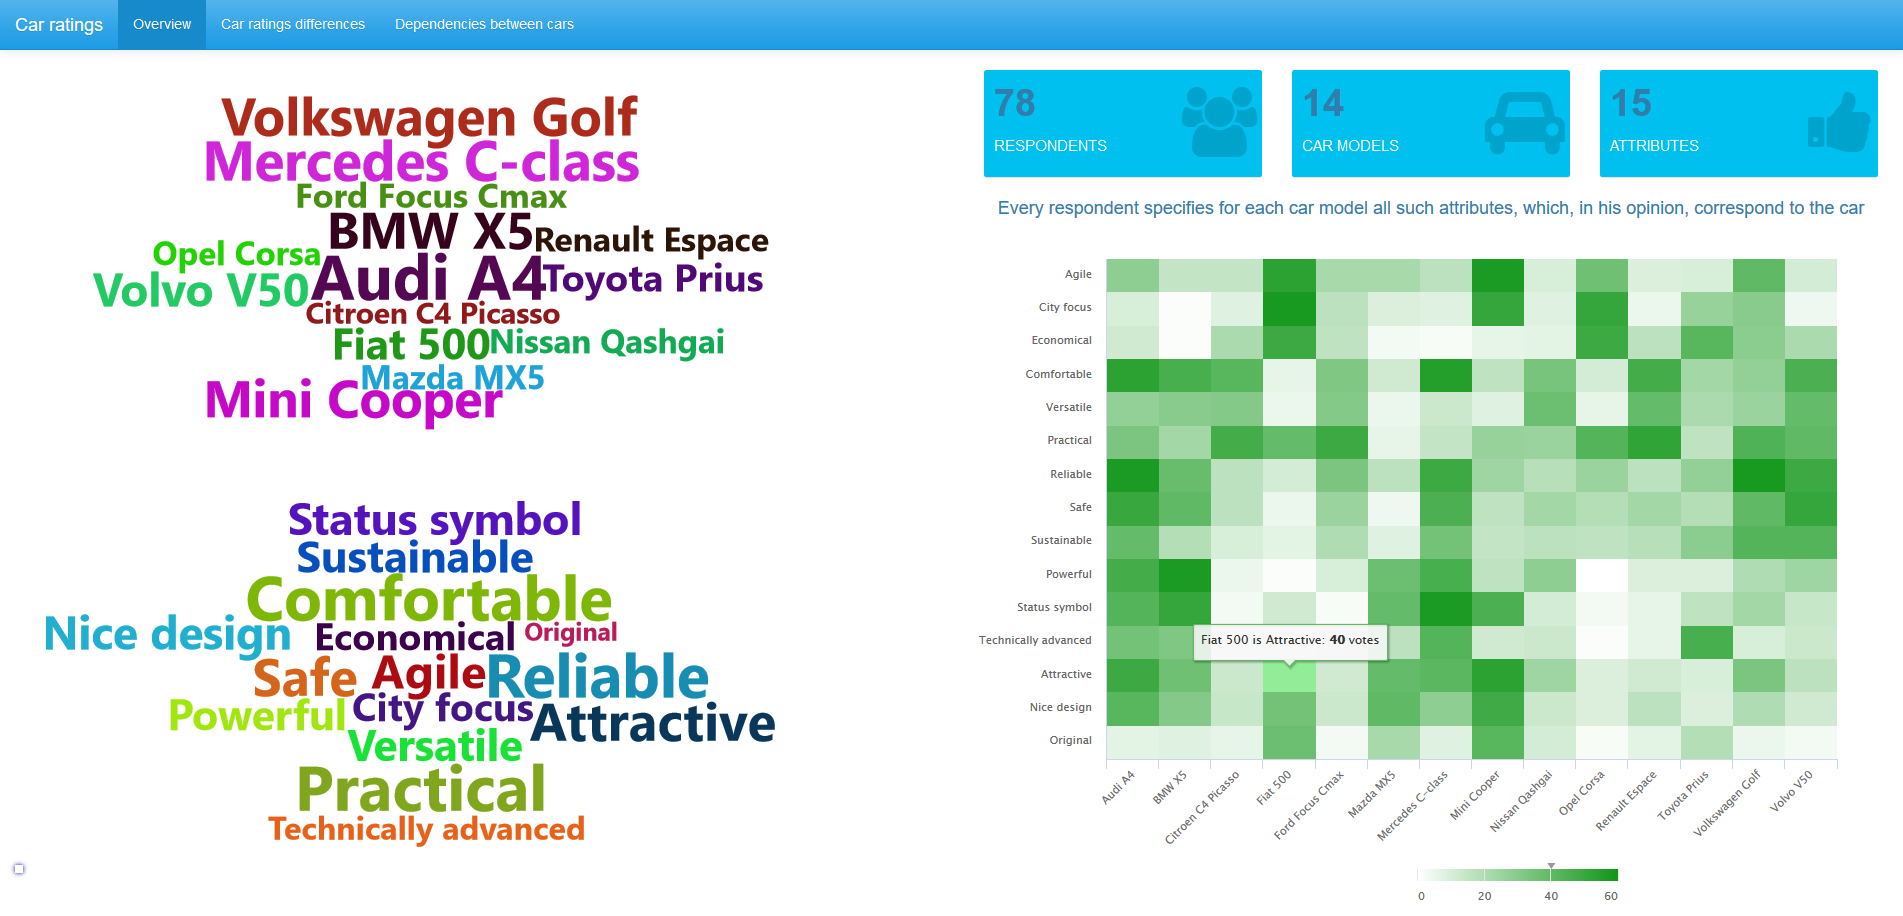 Car ratings
Overview
Car ratings differences
Dependencies between cars
Volkswagen Golf
Mercedes C-class
Ford Focus Cmax
BMW X5
Renault Espace
Opel Corsa
Audi A4
Toyota Prius
Volvo V50
Citroen C4 Picasso
Fiat 500
Nissan Qashgai
Mazda MX5
Mini Cooper
Status symbol
Sustainable
Comfortable
Nice design
Economical
Original
Safe
Agile
Reliable
Powerful
City focus
Attractive
Versatile
Practical
Technically advanced
78
RESPONDENTS
14
CAR MODELS
15
ATTRIBUTES
Every respondent specifies for each car model all such attributes, which, in his opinion, correspond to the car
Agile
City focus
Economical
Comfortable
Versatile
Practical
Reliable
Safe
Sustainable
Powerful
Status symbol
Technically advanced
Attractive
Nice design
Original
Fiat 500 is Attractive: 40 votes
Audi A4
BMW X5
Citroen C4 Picasso
Fiat 500
Ford Focus Cmax
Mazda MX5
Mercedes C-class
Mini Cooper
Nissan Qashgai
Opel Corsa
Renault Espace
Toyota Prius
Volkswagen Golf
Volvo V50
0 20 40 60